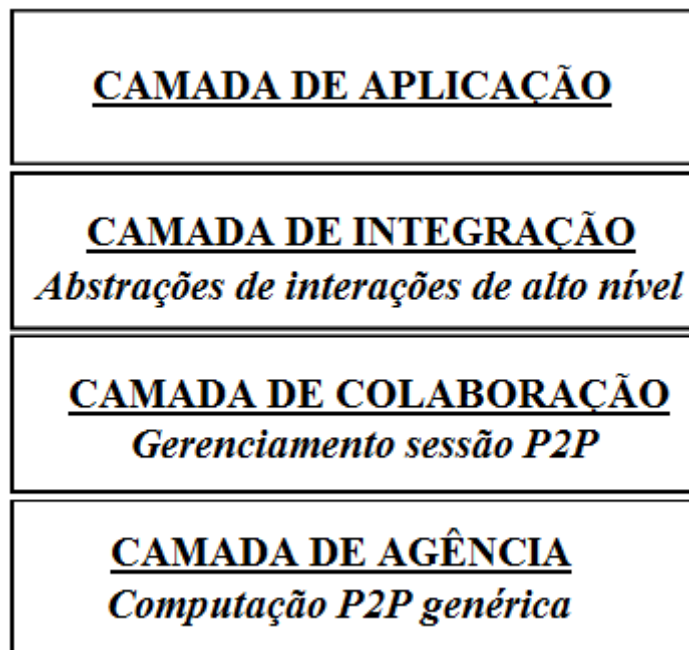 CAMADA DE APLICAÇÃO
CAMADA DE INTEGRAÇÃO
Abstrações de interações de alto nível
CAMADA DE COLABORAÇÃO
Gerenciamento sessão P2P
CAMADA DE AGÊNCIA
Computação P2P genérica